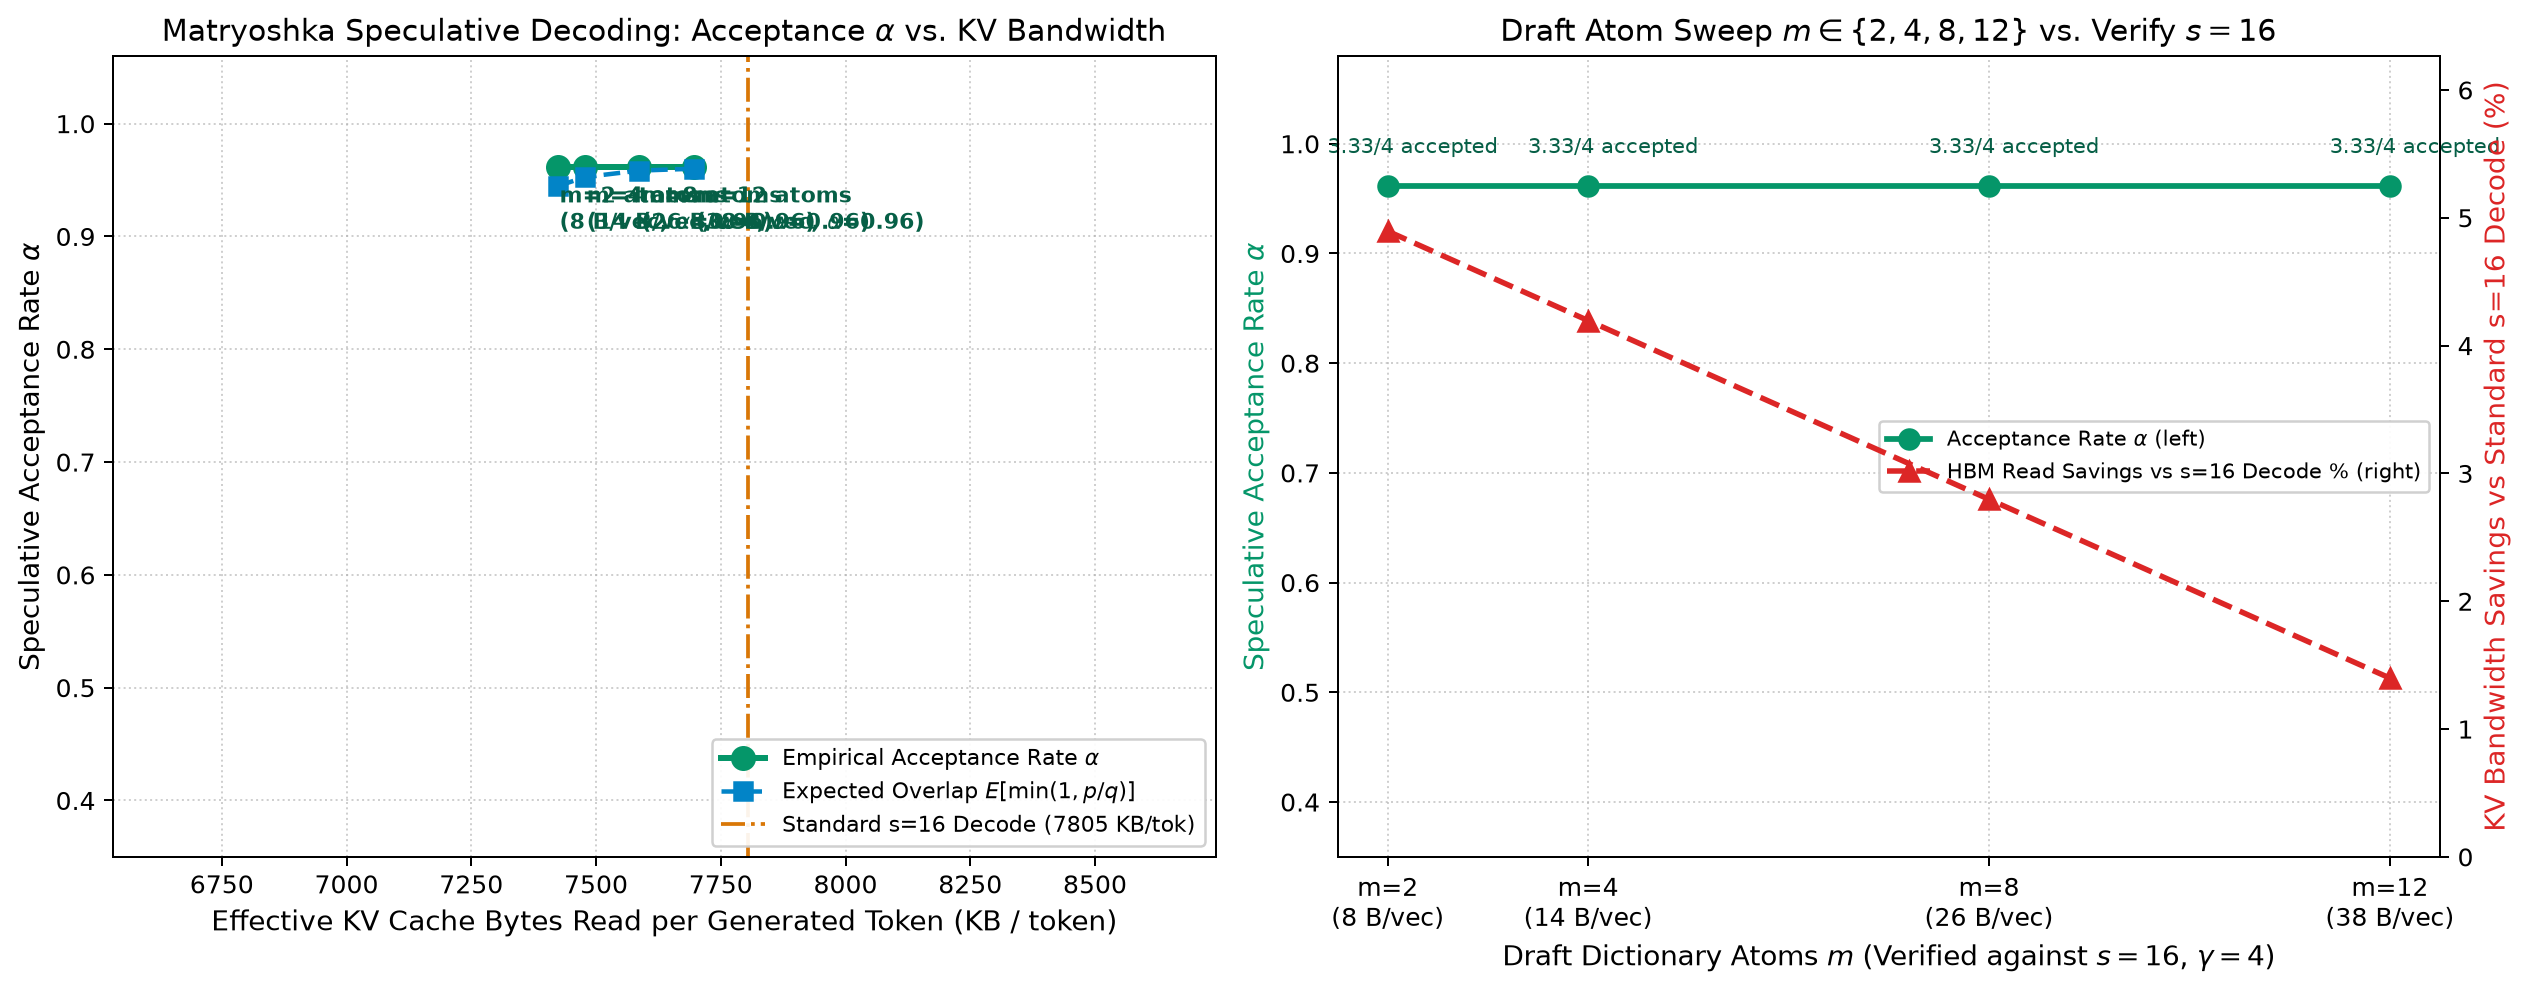 Matryoshka Speculative Decoding: Acceptance α vs. KV Bandwidth
Speculative Acceptance Rate α
1.0
0.9
0.8
0.7
0.6
0.5
0.4
m=2
atoms
(8
0.96)
Empirical Acceptance Rate α
Expected Overlap E[min(1, p/q)]
Standard s=16 Decode (7805 KB/tok)
6750 7000 7250 7500 7750 8000 8250 8500
Effective KV Cache Bytes Read per Generated Token (KB / token)
Draft Atom Sweep m ∈ {2, 4, 8, 12} vs. Verify s = 16
Speculative Acceptance Rate α
1.0
0.9
0.8
0.7
0.6
0.5
0.4
3.33/4 accepted 3.33/4 accepted 3.33/4 accepted 3.33/4 accepted
Acceptance Rate α (left)
HBM Read Savings vs s=16 Decode % (right)
6
5
4
3
2
1
0
KV Bandwidth Savings vs Standard s=16 Decode (%)
m=2 m=4 m=8 m=12
(8 B/vec) (14 B/vec) (26 B/vec) (38 B/vec)
Draft Dictionary Atoms m (Verified against s = 16, γ = 4)